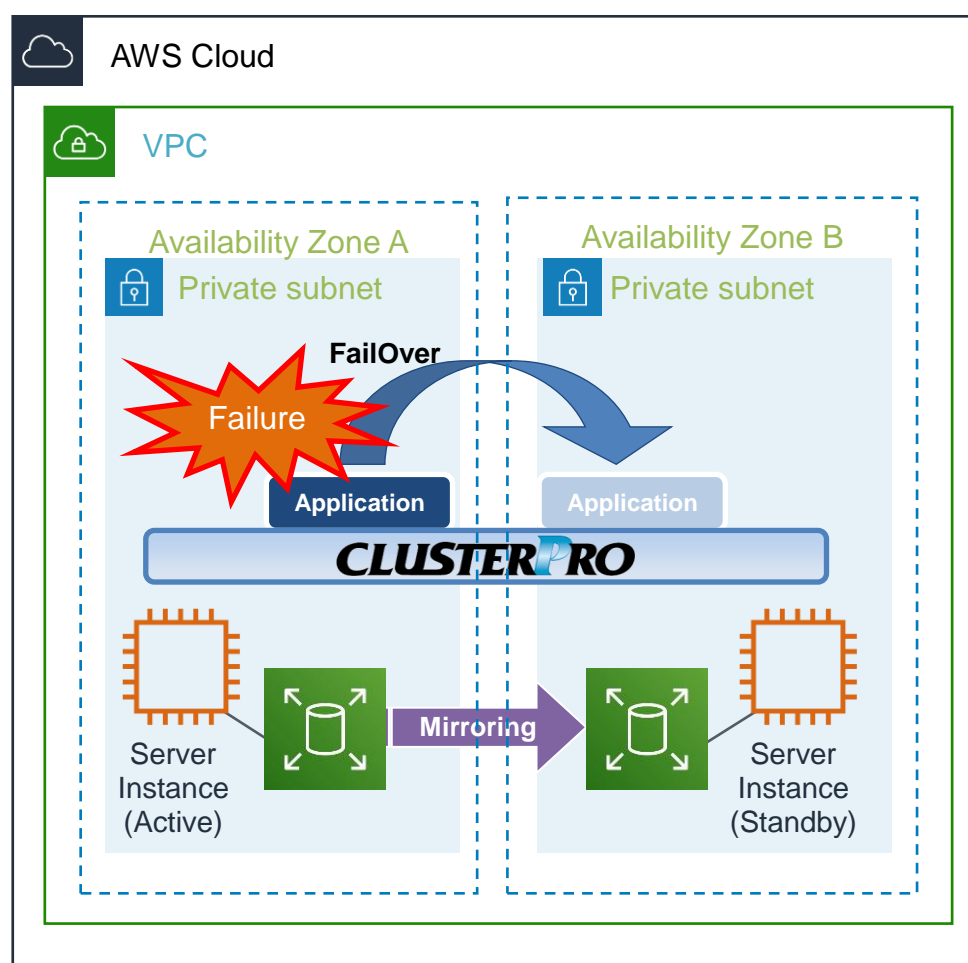 AWS Cloud
VPC
Availability Zone A
Private subnet
Availability Zone B
Private subnet
FailOver
Failure
Application
Application
CLUSTERPRO
Mirroring
Server
Instance
(Active)
Server
Instance
(Standby)